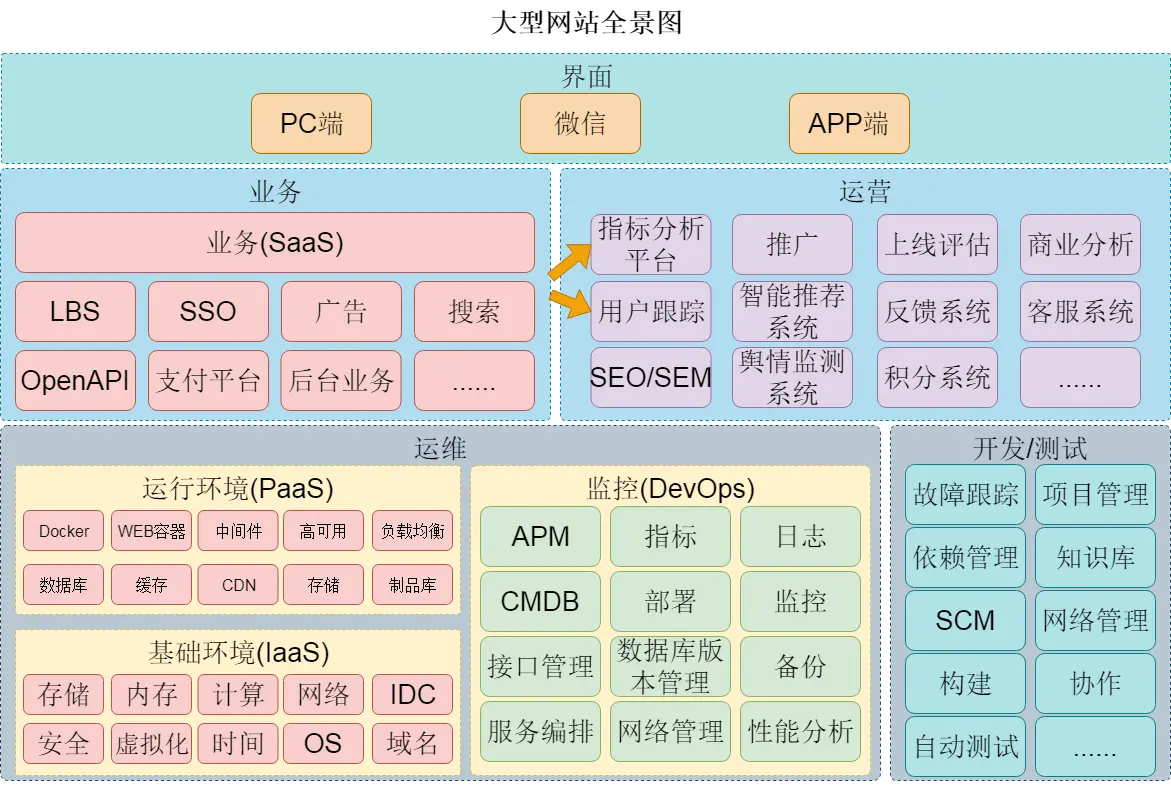 大型网站全景图
界面
PC端
微信
APP端
业务
业务(SaaS)
LBS
SSO
广告
搜索
OpenAPI
支付平台
后台业务
......
运营
指标分析
平台
推广
上线评估
商业分析
用户跟踪
智能推荐
系统
反馈系统
客服系统
SEO/SEM
舆情监测
系统
积分系统
......
运维
运行环境(PaaS)
Docker
WEB容器
中间件
高可用
负载均衡
数据库
缓存
CDN
存储
制品库
基础环境(IaaS)
存储
内存
计算
网络
IDC
安全
虚拟化
时间
OS
域名
监控(DevOps)
APM
指标
日志
CMDB
部署
监控
接口管理
数据库版
本管理
备份
服务编排
网络管理
性能分析
开发/测试
故障跟踪
项目管理
依赖管理
知识库
SCM
网络管理
构建
协作
自动测试
......